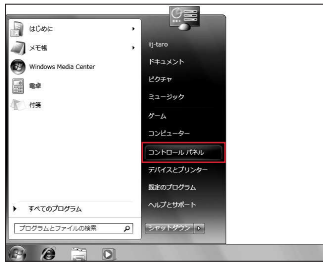 はじめに
メモ帳
Windows Media Center
電卓
付箋
すべてのプログラム
プログラムとファイルの検索
iij-taro
ドキュメント
ピクチャ
ミュージック
ゲーム
コンピューター
コントロール パネル
デバイスとプリンター
既定のプログラム
ヘルプとサポート
シャットダウン